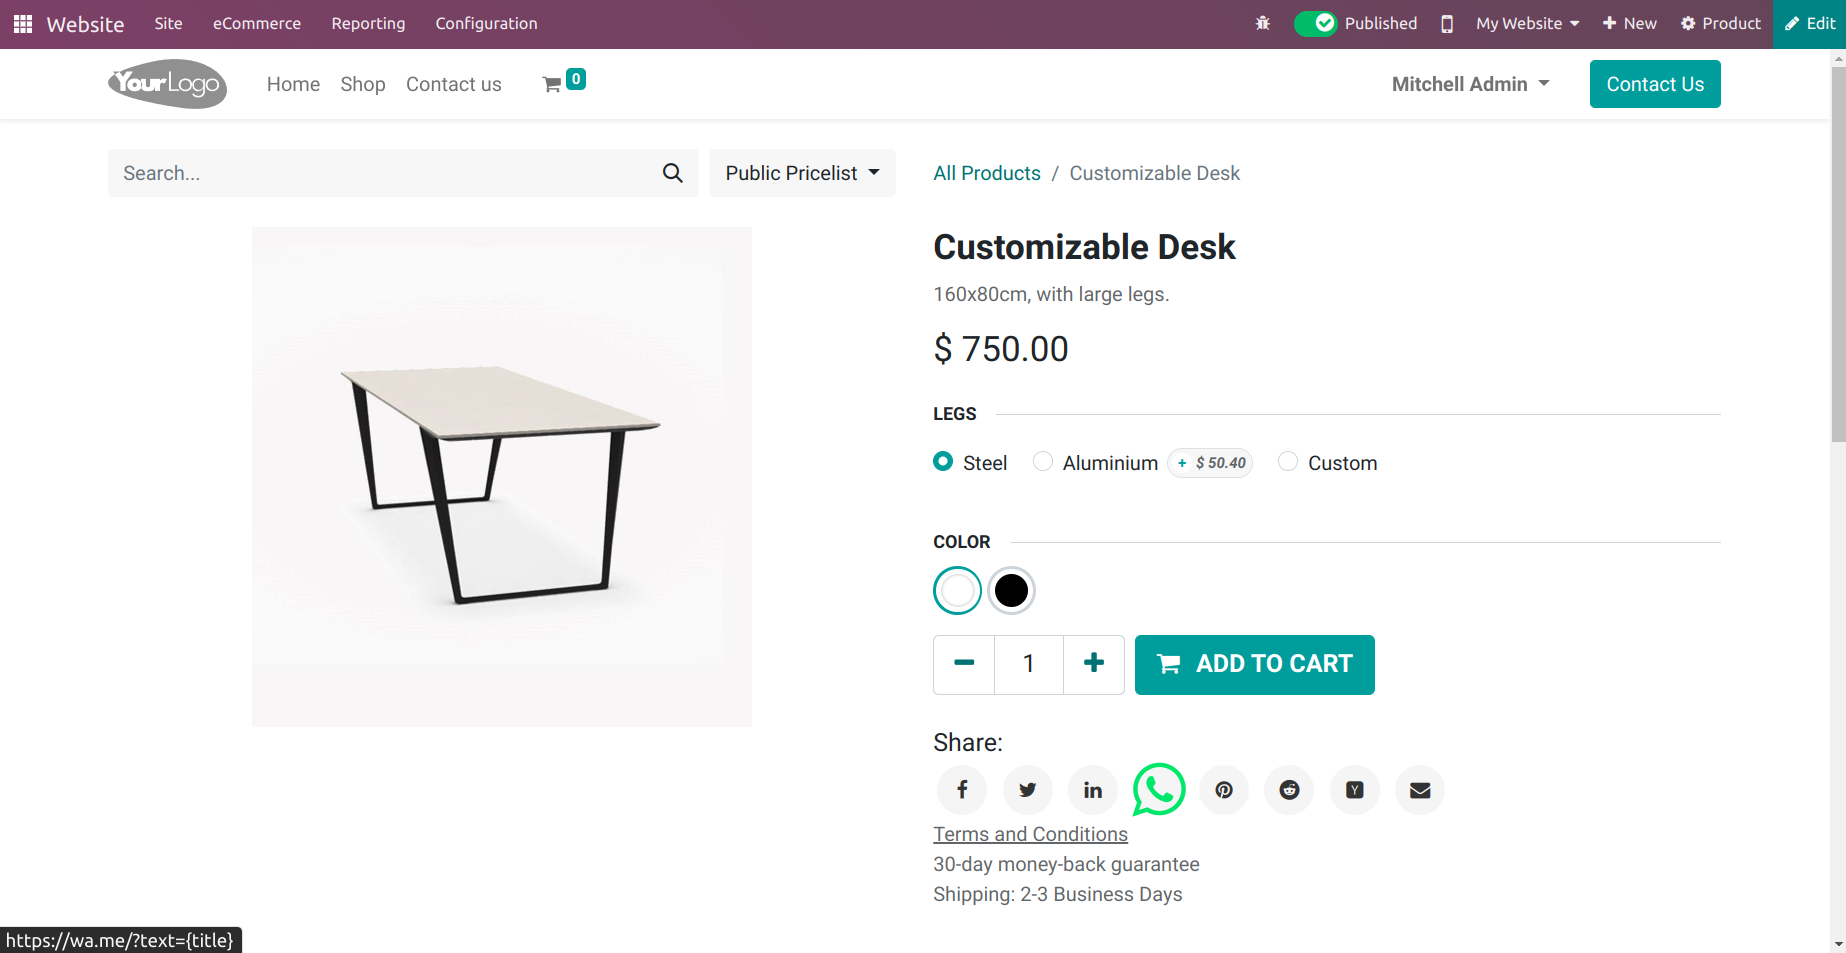 Website Site eCommerce Reporting Configuration Published My Website New Product Edit
YourLogo Home Shop Contact us 0 Mitchell Admin Contact Us
Search... Public Pricelist All Products / Customizable Desk
Customizable Desk
160x80cm, with large legs.
$ 750.00
LEGS
Steel Aluminium + $ 50.40 Custom
COLOR
1 ADD TO CART
Share:
Terms and Conditions
30-day money-back guarantee
Shipping: 2-3 Business Days
https://wa.me/?text={title}